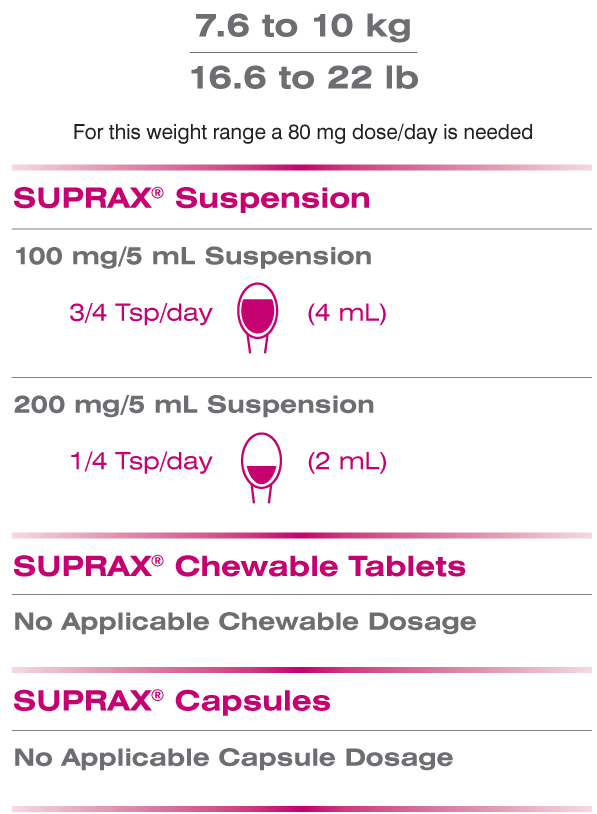 7.6 to 10 kg
16.6 to 22 lb
For this weight range a 80 mg dose/day is needed
SUPRAX® Suspension
100 mg/5 mL Suspension
3/4 Tsp/day (4 mL)
200 mg/5 mL Suspension
1/4 Tsp/day (2 mL)
SUPRAX® Chewable Tablets
No Applicable Chewable Dosage
SUPRAX® Capsules
No Applicable Capsule Dosage